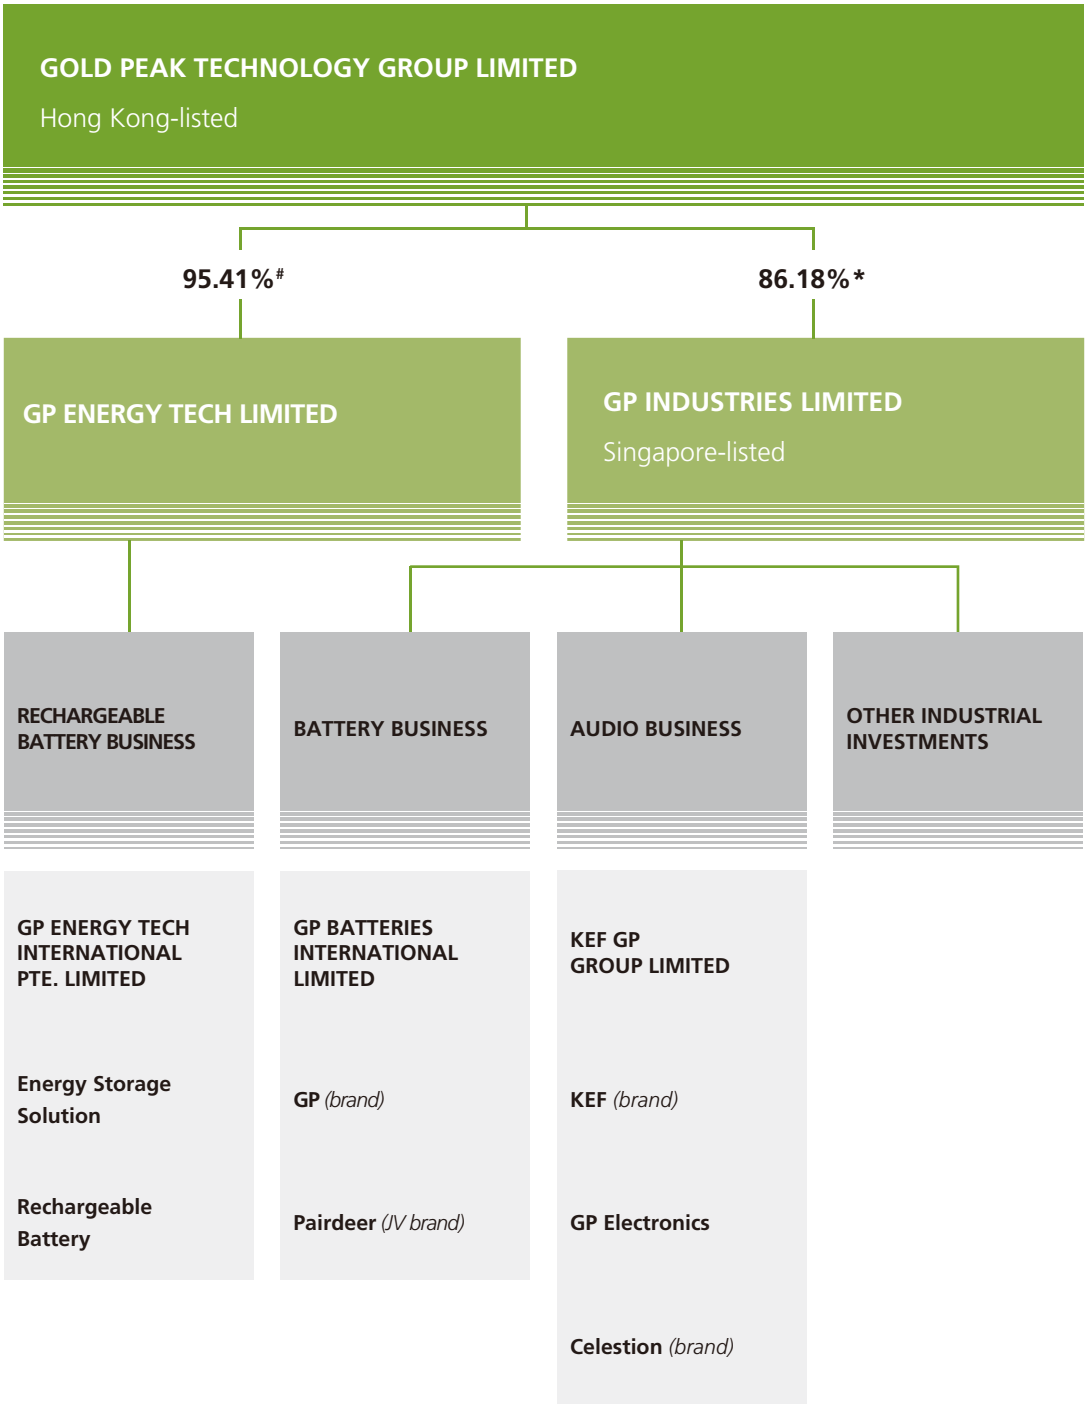 GOLD PEAK TECHNOLOGY GROUP LIMITED
Hong Kong-listed
95.41%#
86.18%*
GP ENERGY TECH LIMITED
GP INDUSTRIES LIMITED
Singapore-listed
RECHARGEABLE
BATTERY BUSINESS
BATTERY BUSINESS
AUDIO BUSINESS
OTHER INDUSTRIAL
INVESTMENTS
GP ENERGY TECH
INTERNATIONAL
PTE. LIMITED
Energy Storage
Solution
Rechargeable
Battery
GP BATTERIES
INTERNATIONAL
LIMITED
GP (brand)
Pairdeer (JV brand)
KEF GP
GROUP LIMITED
KEF (brand)
GP Electronics
Celestion (brand)